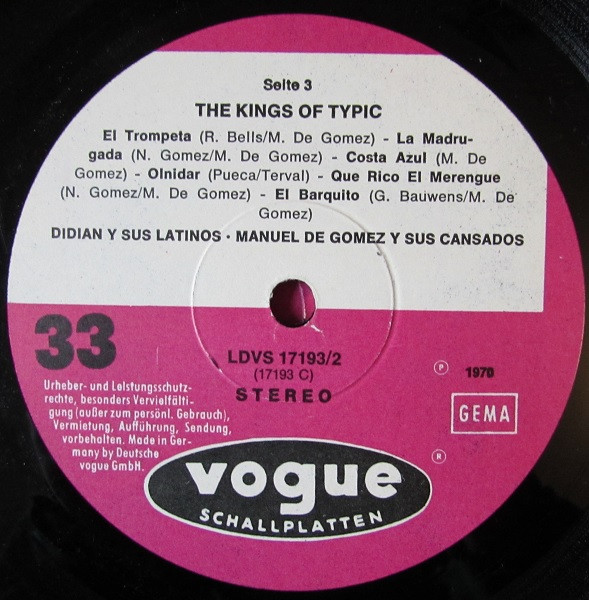 Seite 3
THE KINGS OF TYPIC
El Trompeta (R. Bells/M. De Gomez) - La Madru-
gada (N. Gomez/M. De Gomez) - Costa Azul (M. De
Gomez) - Olnidar (Pueca/Terval) - Que Rico El Merengue
(N. Gomez/M. De Gomez) - El Barquito (G. Bauwens/M. De
Gomez)
DIDIAN Y SUS LATINOS · MANUEL DE GOMEZ Y SUS CANSADOS
33
LDVS 17193/2
(17193 C)
STEREO
Ⓟ 1970
GEMA
Urheber- und Leistungsschutz-
rechte, besonders Vervielfälti-
gung (außer zum persönl. Gebrauch),
Vermietung, Aufführung, Sendung,
vorbehalten. Made in Ger-
many by Deutsche
vogue GmbH.
®
vogue
SCHALLPLATTEN